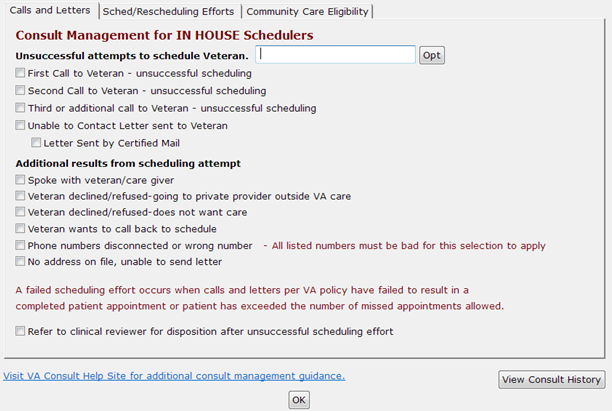 Calls and Letters Sched/Rescheduling Efforts Community Care Eligibility
Consult Management for IN HOUSE Schedulers
Unsuccessful attempts to schedule Veteran. Opt
First Call to Veteran - unsuccessful scheduling
Second Call to Veteran - unsuccessful scheduling
Third or additional call to Veteran - unsuccessful scheduling
Unable to Contact Letter sent to Veteran
Letter Sent by Certified Mail
Additional results from scheduling attempt
Spoke with veteran/care giver
Veteran declined/refused-going to private provider outside VA care
Veteran declined/refused-does not want care
Veteran wants to call back to schedule
Phone numbers disconnected or wrong number - All listed numbers must be bad for this selection to apply
No address on file, unable to send letter
A failed scheduling effort occurs when calls and letters per VA policy have failed to result in a
completed patient appointment or patient has exceeded the number of missed appointments allowed.
Refer to clinical reviewer for disposition after unsuccessful scheduling effort
Visit VA Consult Help Site for additional consult management guidance. View Consult History
OK